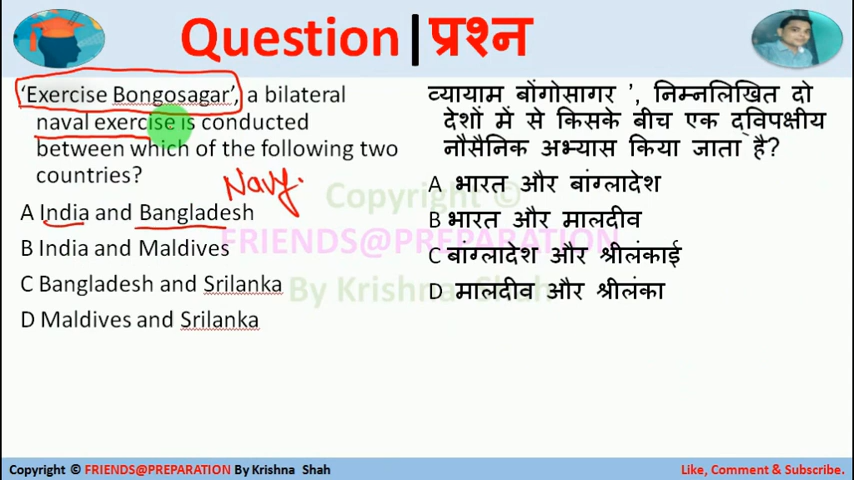 Question|प्रश्न
'Exercise Bongosagar', a bilateral
naval exercise is conducted
between which of the following two
countries?
Navy.
A India and Bangladesh
B India and Maldives
C Bangladesh and Srilanka
D Maldives and Srilanka
व्यायाम बोंगोसागर ', निम्नलिखित दो
देशों में से किसके बीच एक द्विपक्षीय
नौसैनिक अभ्यास किया जाता है?
A भारत और बांग्लादेश
B भारत और मालदीव
C बांग्लादेश और श्रीलंकाई
D मालदीव और श्रीलंका
Copyright ©
FRIENDS@PREPARATION
By Krishna Shah
Copyright © FRIENDS@PREPARATION By Krishna Shah
Like, Comment & Subscribe.